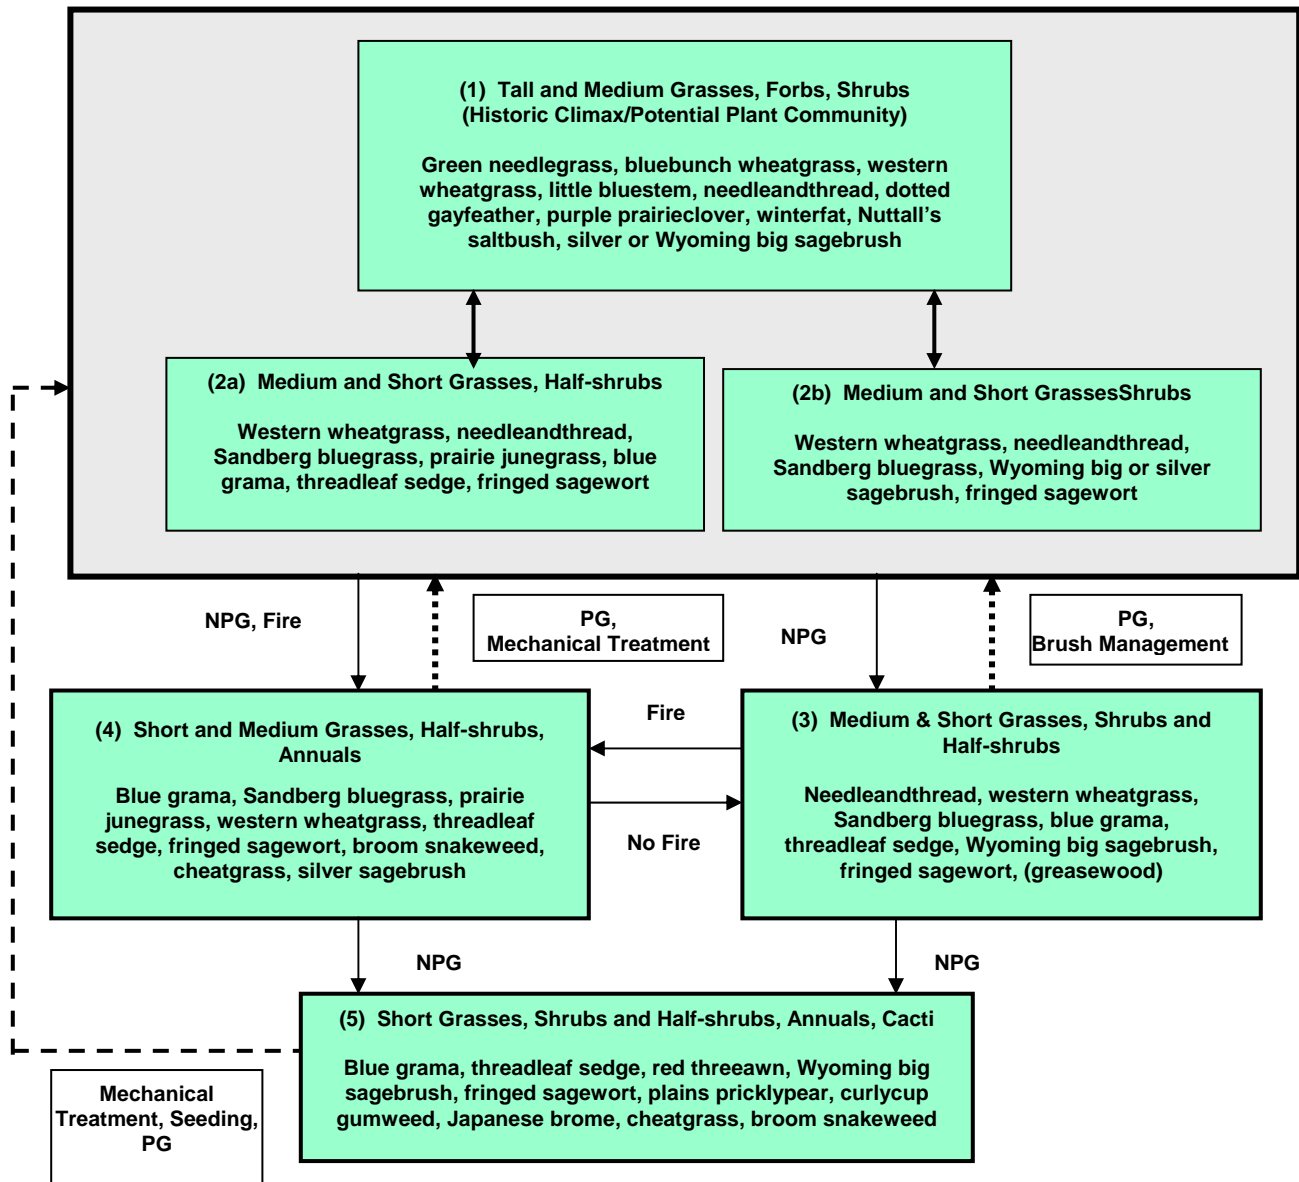 (1) Tall and Medium Grasses, Forbs, Shrubs
(Historic Climax/Potential Plant Community)
Green needlegrass, bluebunch wheatgrass, western
wheatgrass, little bluestem, needleandthread, dotted
gayfeather, purple prairieclover, winterfat, Nuttall's
saltbush, silver or Wyoming big sagebrush
(2a) Medium and Short Grasses, Half-shrubs
Western wheatgrass, needleandthread,
Sandberg bluegrass, prairie junegrass, blue
grama, threadleaf sedge, fringed sagewort
(2b) Medium and Short GrassesShrubs
Western wheatgrass, needleandthread,
Sandberg bluegrass, Wyoming big or silver
sagebrush, fringed sagewort
NPG, Fire
PG,
Mechanical Treatment
NPG
PG,
Brush Management
(4) Short and Medium Grasses, Half-shrubs,
Annuals
Blue grama, Sandberg bluegrass, prairie
junegrass, western wheatgrass, threadleaf
sedge, fringed sagewort, broom snakeweed,
cheatgrass, silver sagebrush
Fire
No Fire
(3) Medium & Short Grasses, Shrubs and
Half-shrubs
Needleandthread, western wheatgrass,
Sandberg bluegrass, blue grama,
threadleaf sedge, Wyoming big sagebrush,
fringed sagewort, (greasewood)
NPG
NPG
(5) Short Grasses, Shrubs and Half-shrubs, Annuals, Cacti
Blue grama, threadleaf sedge, red threeawn, Wyoming big
sagebrush, fringed sagewort, plains pricklypear, curlycup
gumweed, Japanese brome, cheatgrass, broom snakeweed
Mechanical
Treatment, Seeding,
PG